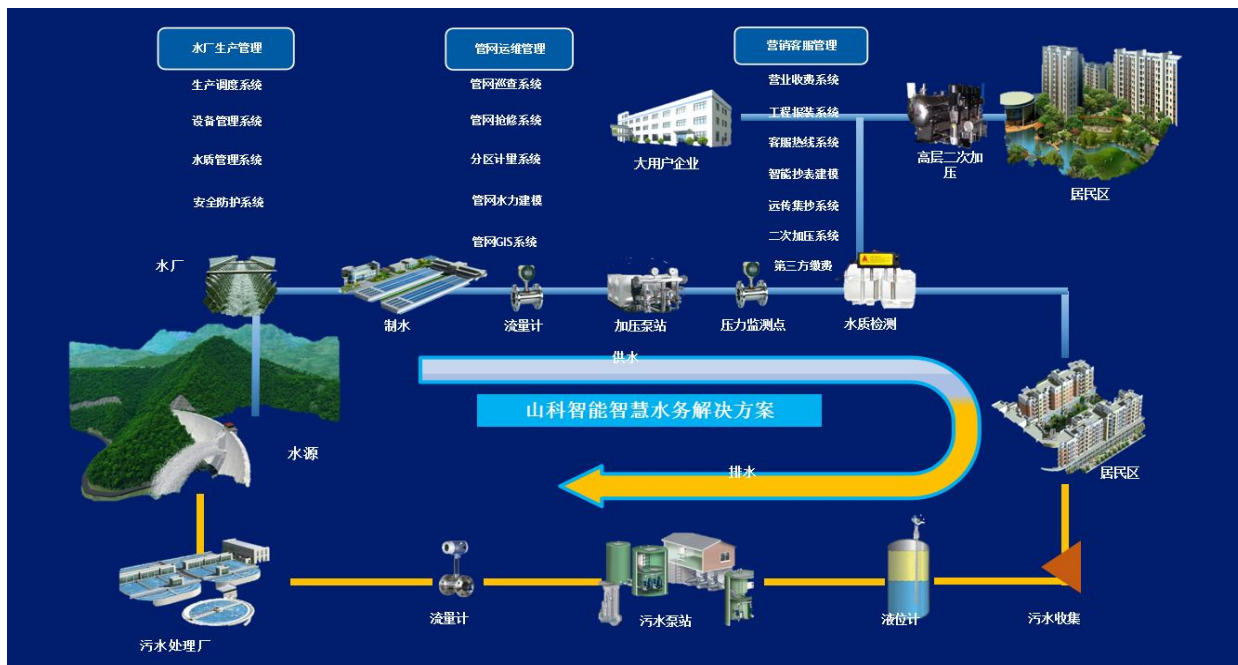 水厂生产管理
生产调度系统
设备管理系统
水质管理系统
安全防护系统
管网运维管理
管网巡查系统
管网抢修系统
分区计量系统
管网水力建模
管网GIS系统
营销客服管理
营业收费系统
工程报装系统
客服热线系统
智能抄表建模
远传集抄系统
二次加压系统
第三方缴费
大用户企业
高层二次加
压
居民区
水厂
制水
流量计
加压泵站
压力监测点
水质检测
供水
山科智能智慧水务解决方案
水源
排水
居民区
污水处理厂
流量计
污水泵站
液位计
污水收集